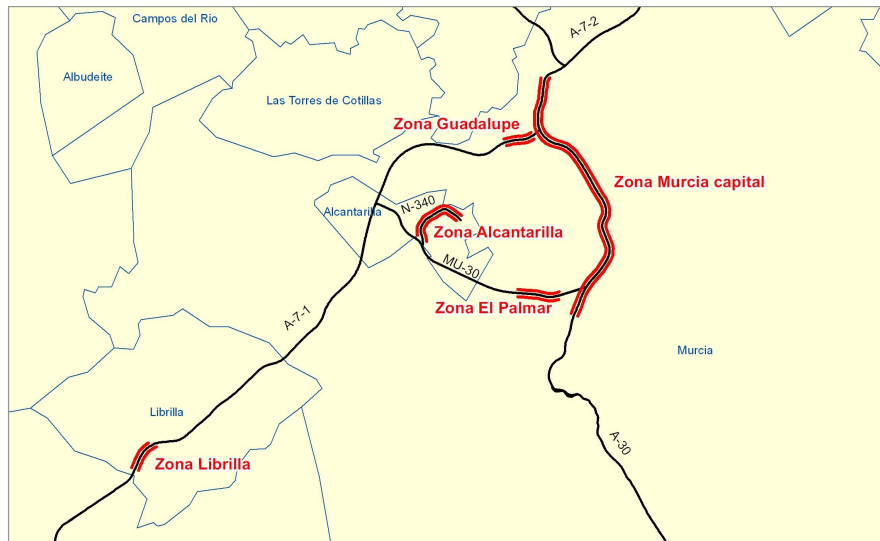 Campos del Rio
A-7-2
Albudeite
Las Torres de Cotillas
Zona Guadalupe
Zona Murcia capital
Alcantarilla
N-340
Zona Alcantarilla
MU-30
Zona El Palmar
A-7-1
Murcia
Librilla
A-30
Zona Librilla